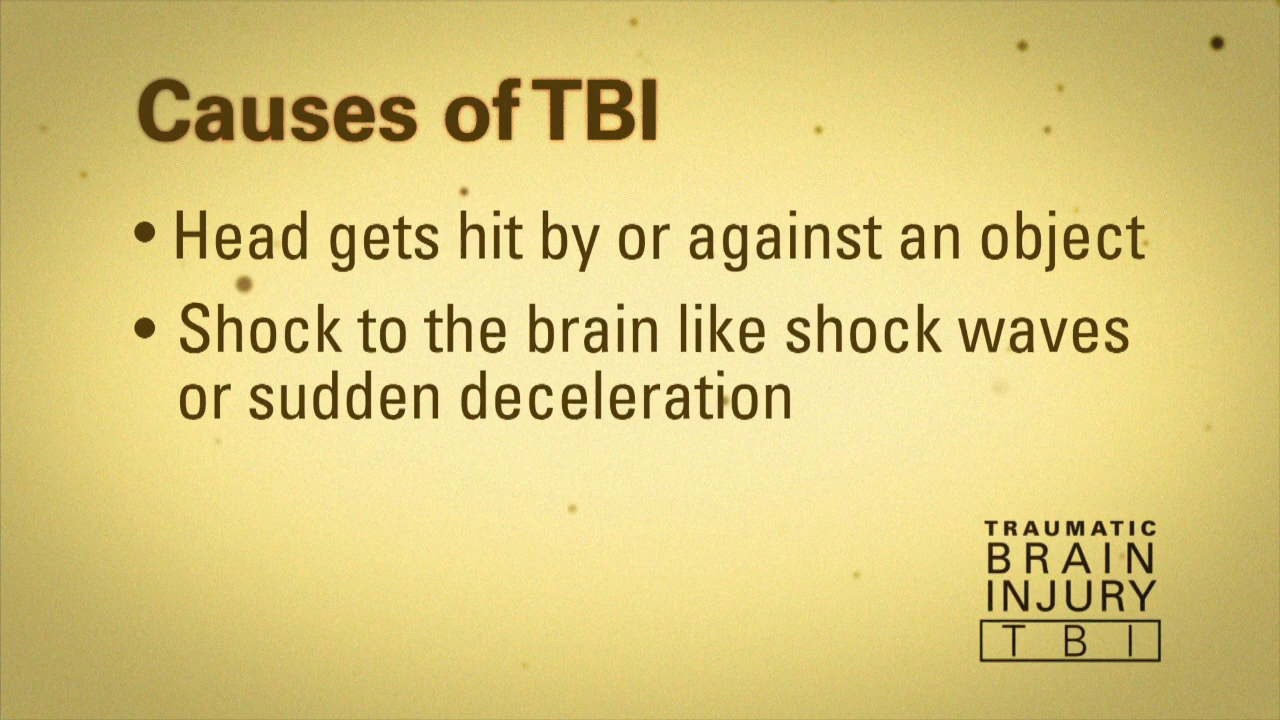 Causes of TBI
• Head gets hit by or against an object
• Shock to the brain like shock waves
or sudden deceleration
TRAUMATIC
BRAIN
INJURY
TBI